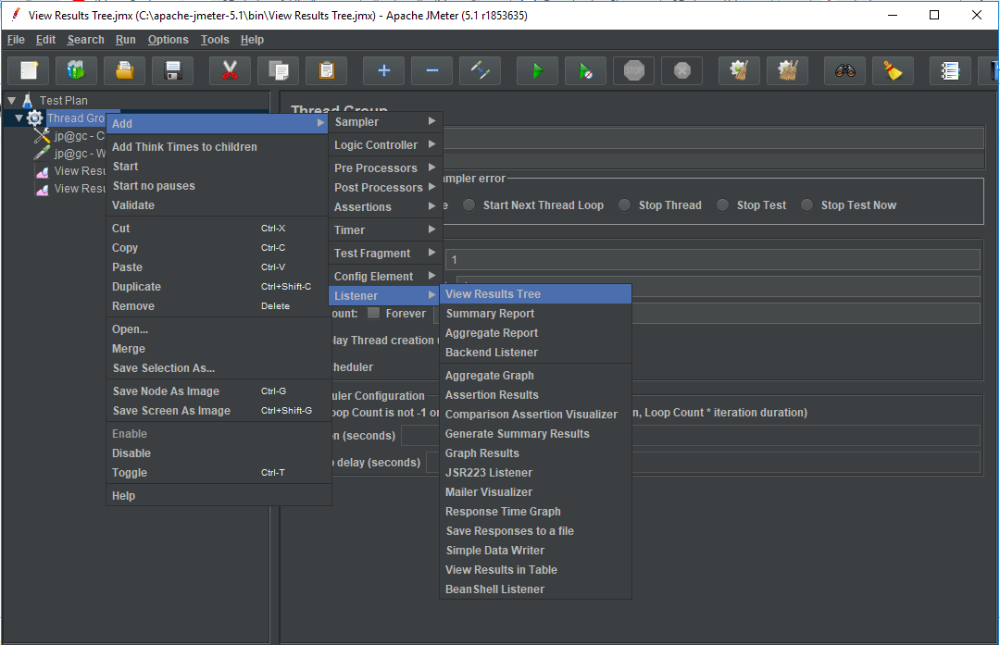 View Results Tree.jmx (C:\apache-jmeter-5.1\bin\View Results Tree.jmx) - Apache JMeter (5.1 r1853635)
File Edit Search Run Options Tools Help
STOP
Test Plan
Thread Gro
jp@gc - C
jp@gc - W
View Resu
View Resu
Add
Add Think Times to children
Start
Start no pauses
Validate
Cut Ctrl-X
Copy Ctrl-C
Paste Ctrl-V
Duplicate Ctrl+Shift-C
Remove Delete
Open...
Merge
Save Selection As...
Save Node As Image Ctrl-G
Save Screen As Image Ctrl+Shift-G
Enable
Disable
Toggle Ctrl-T
Help
Sampler
Logic Controller
Pre Processors
Post Processors
Assertions
Timer
Test Fragment
Config Element
Listener
View Results Tree
Summary Report
Aggregate Report
Backend Listener
Aggregate Graph
Assertion Results
Comparison Assertion Visualizer
Generate Summary Results
Graph Results
JSR223 Listener
Mailer Visualizer
Response Time Graph
Save Responses to a file
Simple Data Writer
View Results in Table
BeanShell Listener
Thread Group
mpler error
e Start Next Thread Loop Stop Thread Stop Test Stop Test Now
1
ount: Forever
lay Thread creation
heduler
uler Configuration
oop Count is not -1 or n, Loop Count * iteration duration)
n (seconds)
delay (seconds)